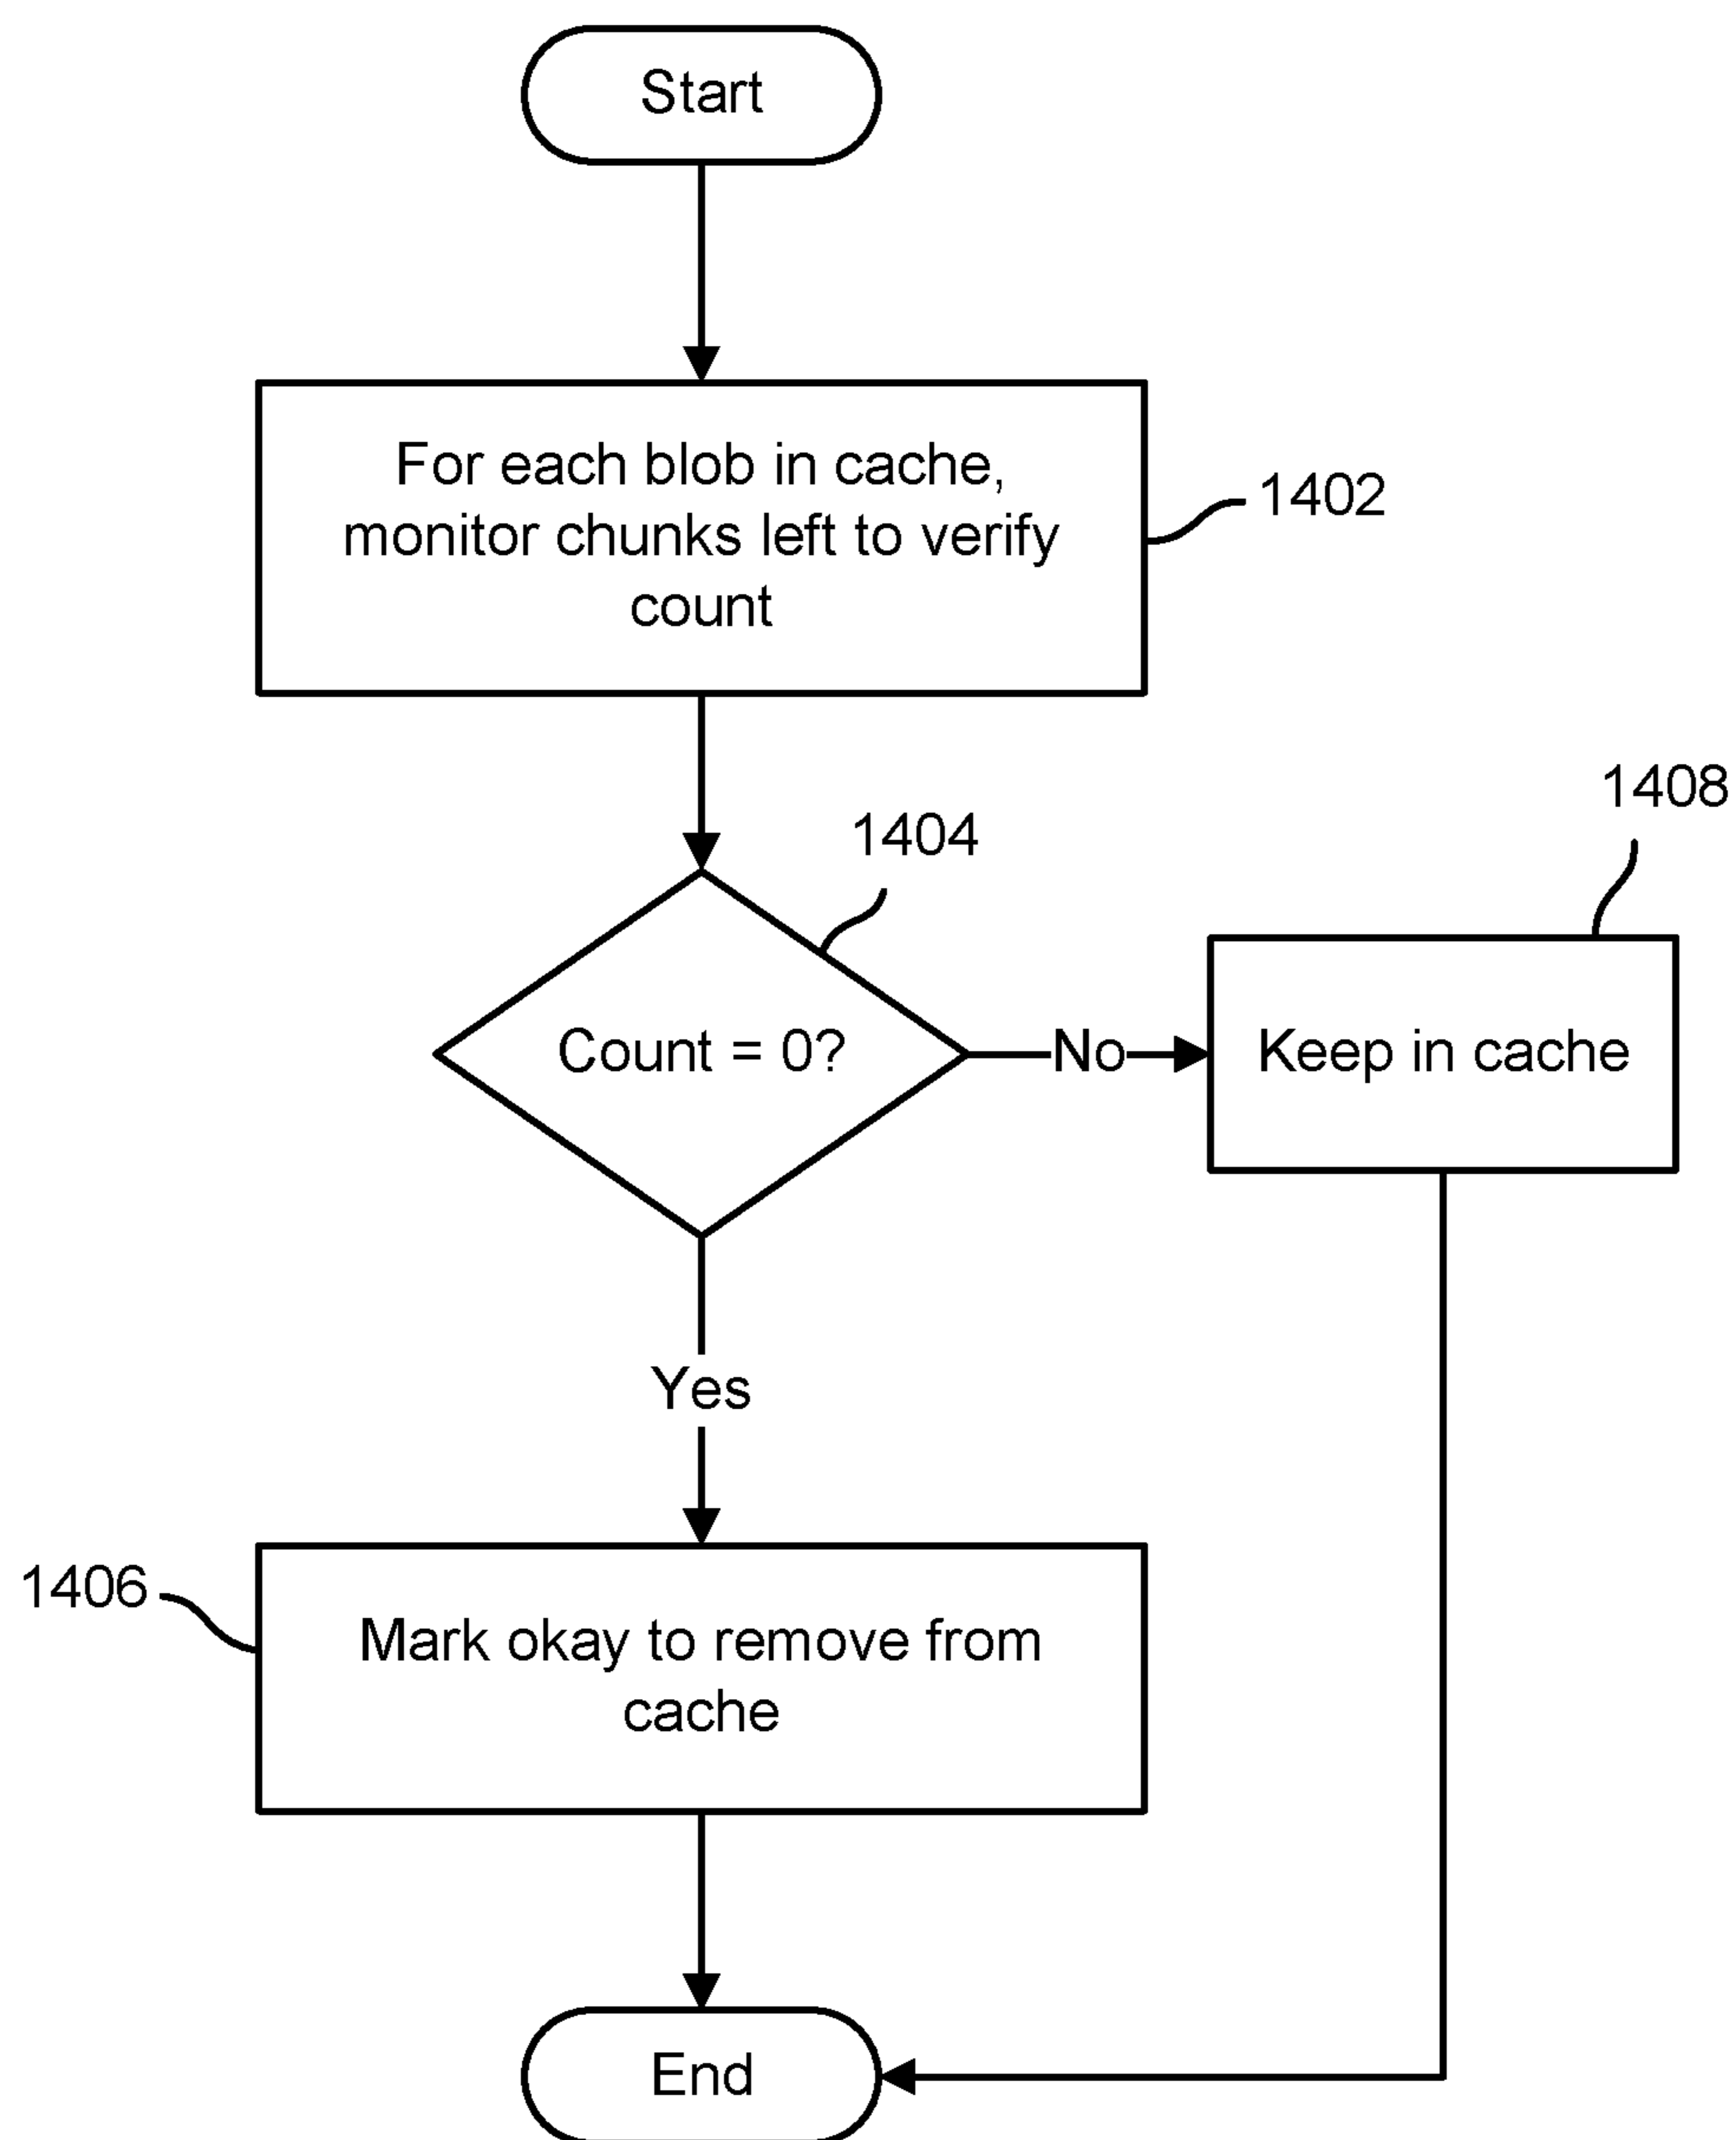 Start
For each blob in cache,
monitor chunks left to verify
count
1402
1404
1408
Count = 0?
No
Keep in cache
Yes
1406
Mark okay to remove from
cache
End